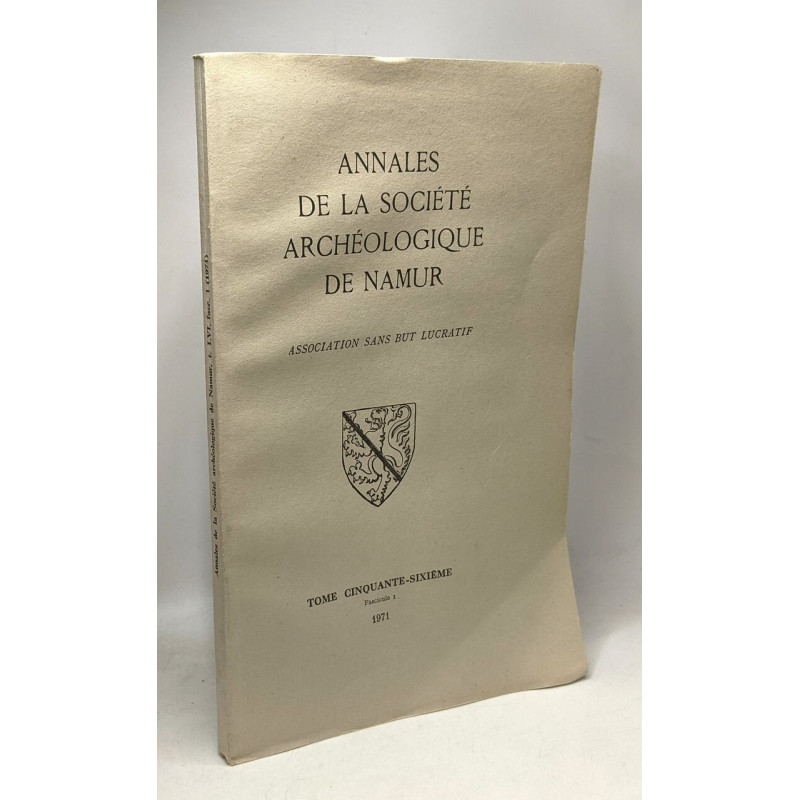 ANNALES
DE LA SOCIÉTÉ
ARCHÉOLOGIQUE
DE NAMUR
ASSOCIATION SANS BUT LUCRATIF
TOME CINQUANTE-SIXIÈME
Fascicule 1
1971
Annales de la Société archéologique de Namur, t. LVI, fasc. 1 (1971)